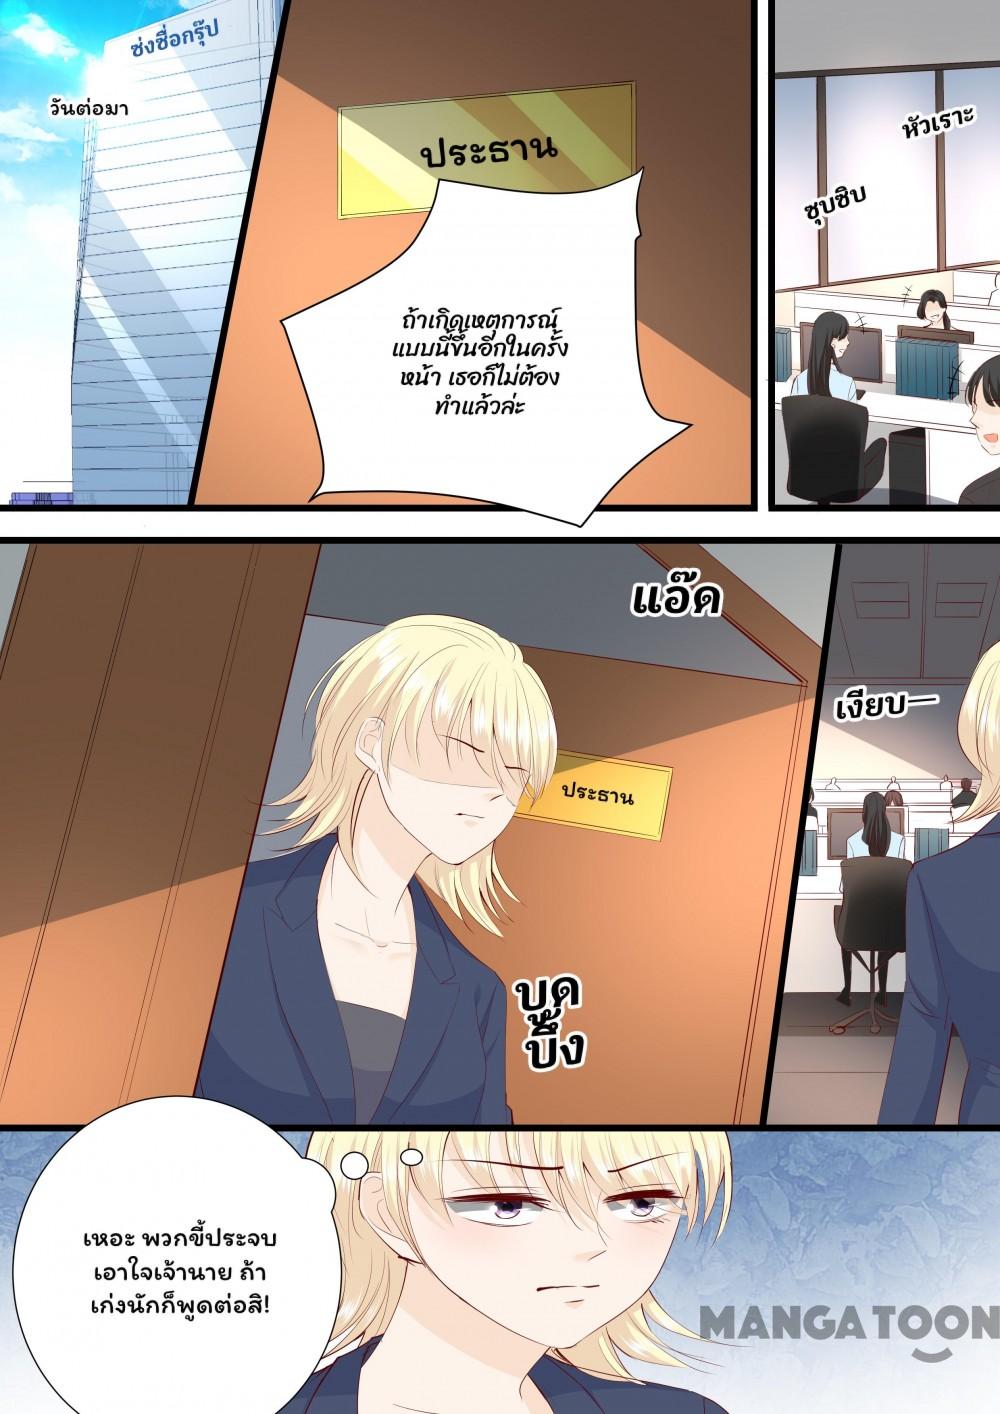 ช่งชื่อกรุ๊ป
วันต่อมา
ประธาน
ถ้าเกิดเหตุการณ์
แบบนี้ขึ้นอีกในครั้ง
หน้า เธอก็ไม่ต้อง
ทำแล้วล่ะ
หัวเราะ
ซุบซิบ
แอ๊ด
ประธาน
บูด
บึ้ง
เงียบ—
เหอะ พวกขี้ประจบ
เอาใจเจ้านาย ถ้า
เก่งนักก็พูดต่อสิ!
MANGATOON